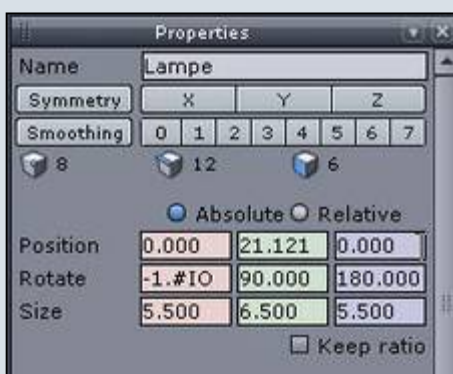 Properties
Name Lampe
Symmetry X Y Z
Smoothing 0 1 2 3 4 5 6 7
8 12 6
Absolute Relative
Position 0.000 21.121 0.000
Rotate -1.#IO 90.000 180.000
Size 5.500 6.500 5.500
Keep ratio